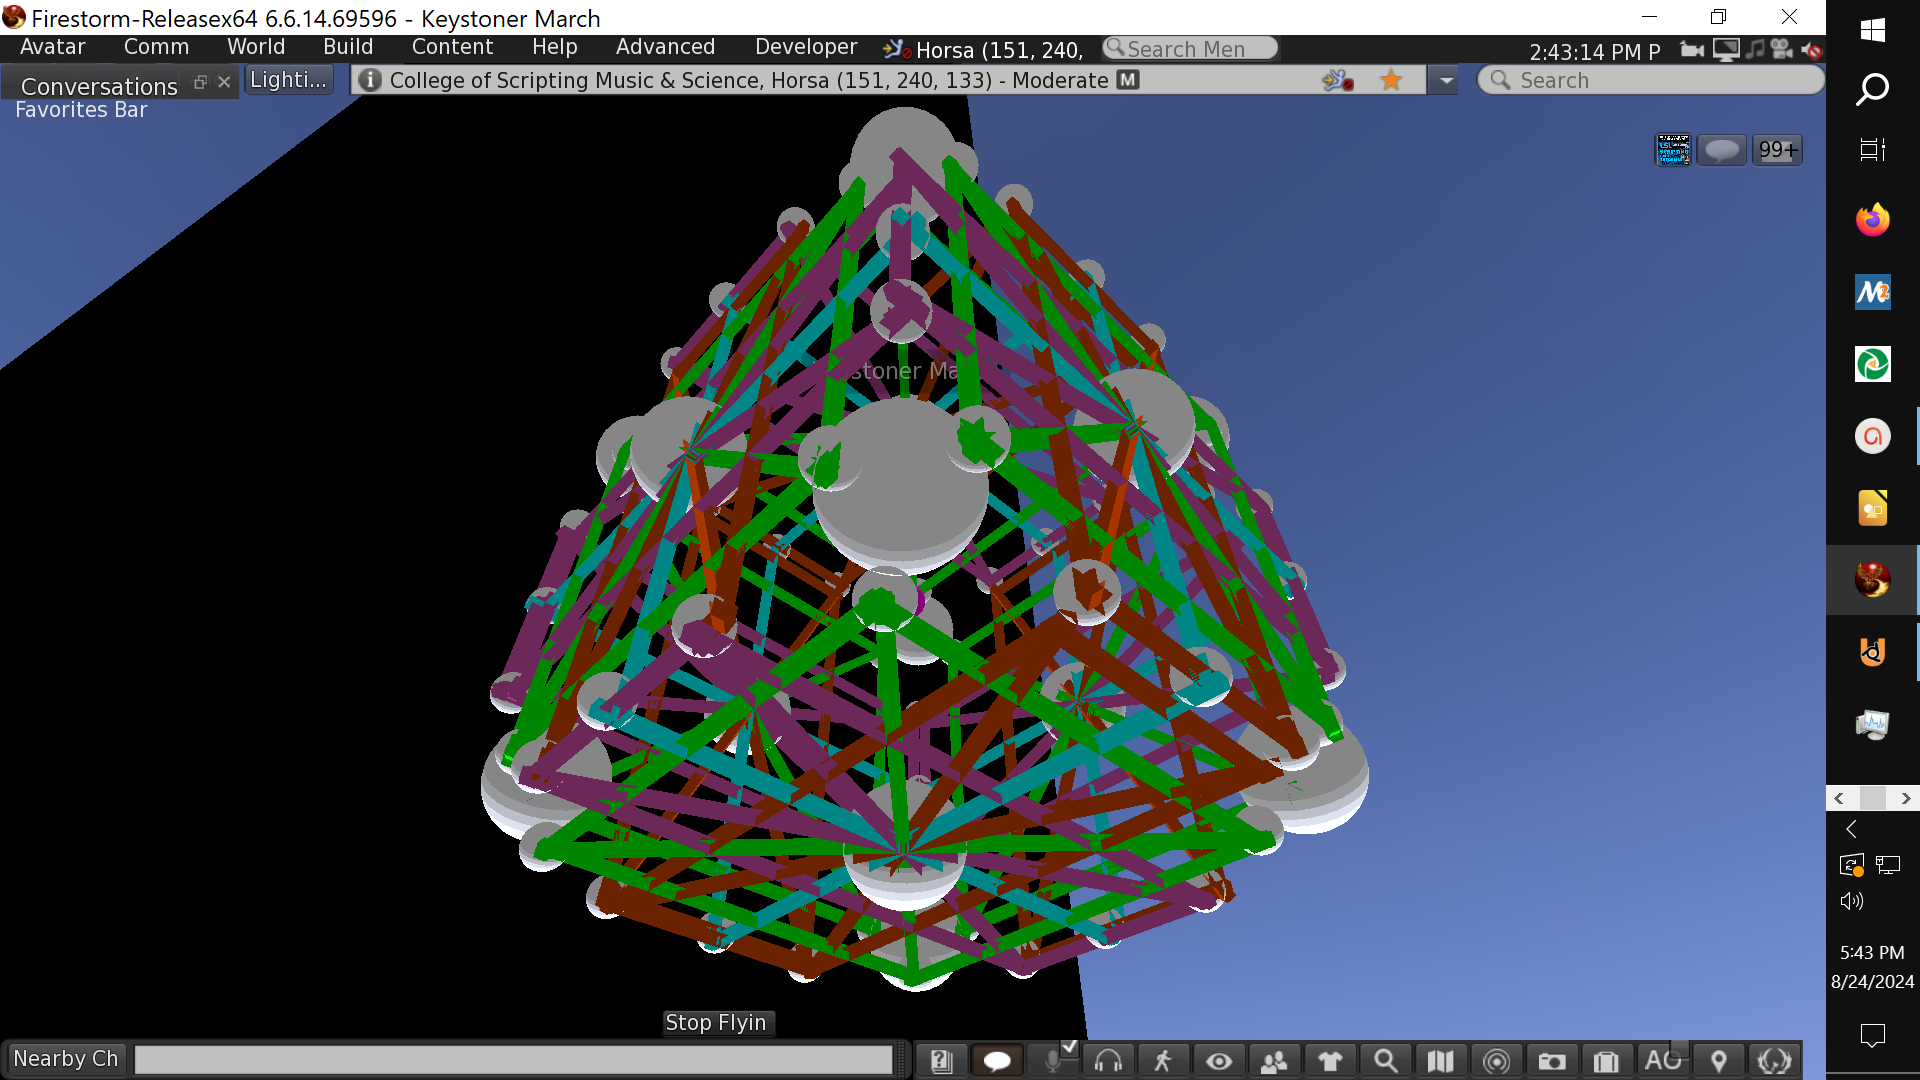 Firestorm-Releasex64 6.6.14.69596 - Keystoner March
Avatar Comm World Build Content Help Advanced Developer Horsa (151, 240, Search Men 2:43:14 PM P
Conversations Lighti... College of Scripting Music & Science, Horsa (151, 240, 133) - Moderate M Search
Favorites Bar
99+
stoner Ma
Stop Flyin
Nearby Ch
AO
5:43 PM
8/24/2024